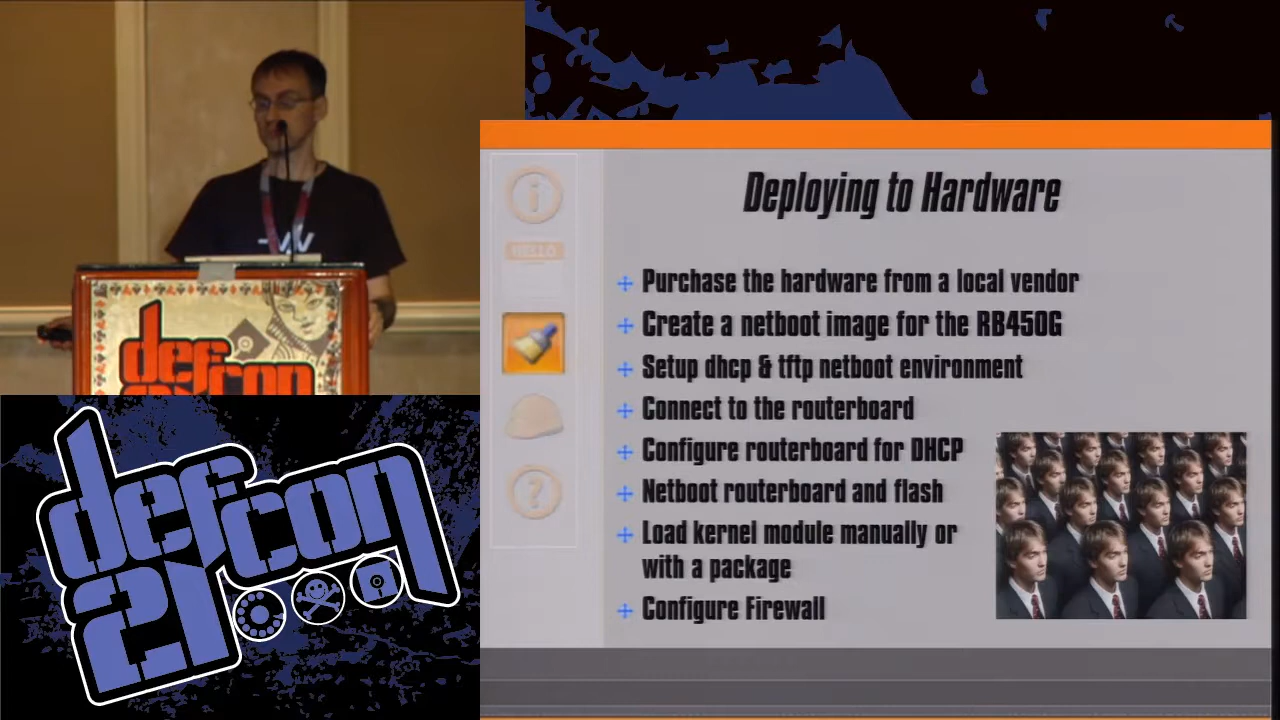 Deploying to Hardware
HELLO
Purchase the hardware from a local vendor
Create a netboot image for the RB450G
Setup dhcp & tftp netboot environment
Connect to the routerboard
Configure routerboard for DHCP
Netboot routerboard and flash
Load kernel module manually or
with a package
Configure Firewall
defcon
defcon
21